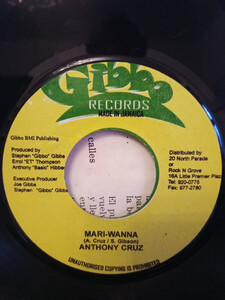 Gibbo
RECORDS
MADE IN JAMAICA
Gibbo BMI Publishing
Produced by
Stephen "Gibbo" Gibbs
Errol "ET" Thompson
Anthony "Basic" Hibbert
Executive Producer
Joe Gibbs
Stephen "Gibbo" Gibbs
Distributed by
20 North Parade
or
Rock N Grove
16A Little Premier Plaza
Tel: 920-0775
Fax: 877-2780
calles
MARI-WANNA
(A. Cruz / S. Gibson)
ANTHONY CRUZ
UNAUTHORISED COPYING IS PROHIBITED